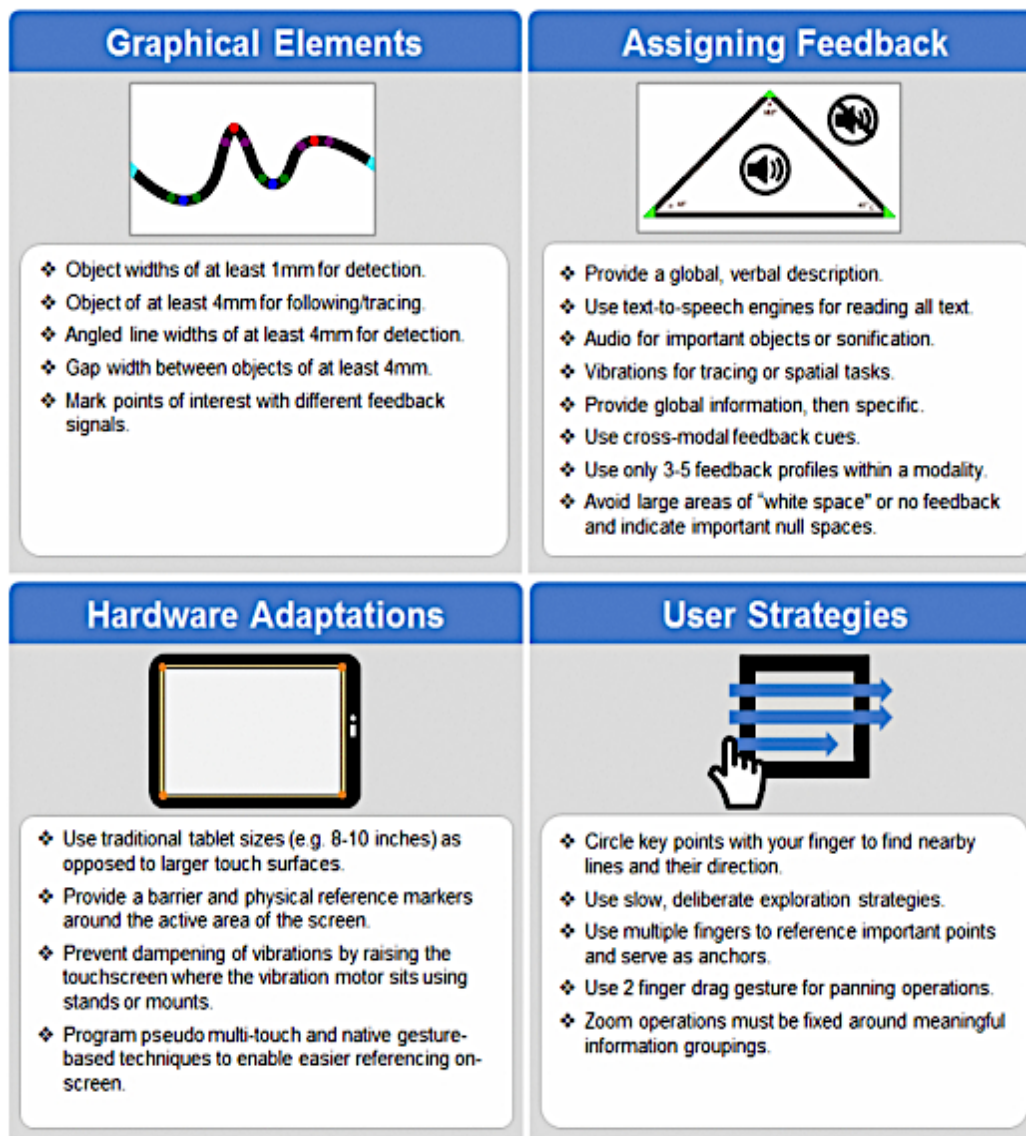 Graphical Elements
❖ Object widths of at least 1mm for detection.
❖ Object of at least 4mm for following/tracing.
❖ Angled line widths of at least 4mm for detection.
❖ Gap width between objects of at least 4mm.
❖ Mark points of interest with different feedback
signals.
Assigning Feedback
❖ Provide a global, verbal description.
❖ Use text-to-speech engines for reading all text.
❖ Audio for important objects or sonification.
❖ Vibrations for tracing or spatial tasks.
❖ Provide global information, then specific.
❖ Use cross-modal feedback cues.
❖ Use only 3-5 feedback profiles within a modality.
❖ Avoid large areas of “white space" or no feedback
and indicate important null spaces.
Hardware Adaptations
❖ Use traditional tablet sizes (e.g. 8-10 inches) as
opposed to larger touch surfaces.
❖ Provide a barrier and physical reference markers
around the active area of the screen.
❖ Prevent dampening of vibrations by raising the
touchscreen where the vibration motor sits using
stands or mounts.
❖ Program pseudo multi-touch and native gesture-
based techniques to enable easier referencing on-
screen.
User Strategies
❖ Circle key points with your finger to find nearby
lines and their direction.
❖ Use slow, deliberate exploration strategies.
❖ Use multiple fingers to reference important points
and serve as anchors.
❖ Use 2 finger drag gesture for panning operations.
❖ Zoom operations must be fixed around meaningful
information groupings.